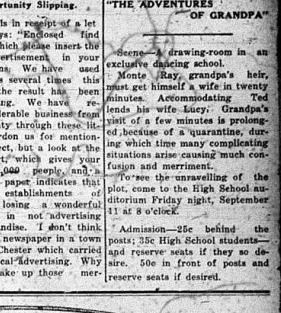 rtunity Slipping.
ds in receipt of a let
ys: "Enclosed find
hich please insert the
ertisement in your
ns. We have used
several times this
the result has been
ng. We have re-
derable business from
ty through these lit-
rdon us for mention-
ect, but a look at the
rt, which gives your
,000 people, and a
paper indicates that
establishments of
losing a wonderful
in not advertising
ndise. I don't think
newspaper in a town
Chester which carried
cal advertising. Why
ake up those mer-
"THE ADVENTURES
OF GRANDPA"
Scene—A drawing-room in an
exclusive dancing school.
Monte Ray, grandpa's heir,
must get himself a wife in twenty
minutes. Accommodating Ted
lends his wife Lucy. Grandpa's
visit of a few minutes is prolong-
ed because of a quarantine, dur-
ing which time many complicating
situations arise causing much con-
fusion and merriment.
To see the unravelling of the
plot, come to the High School au-
ditorium Friday night, September
11 at 8 o'clock.
Admission—25c behind the
posts; 35c High School students—
and reserve seats if they so de-
sire. 50c in front of posts and
reserve seats if desired.